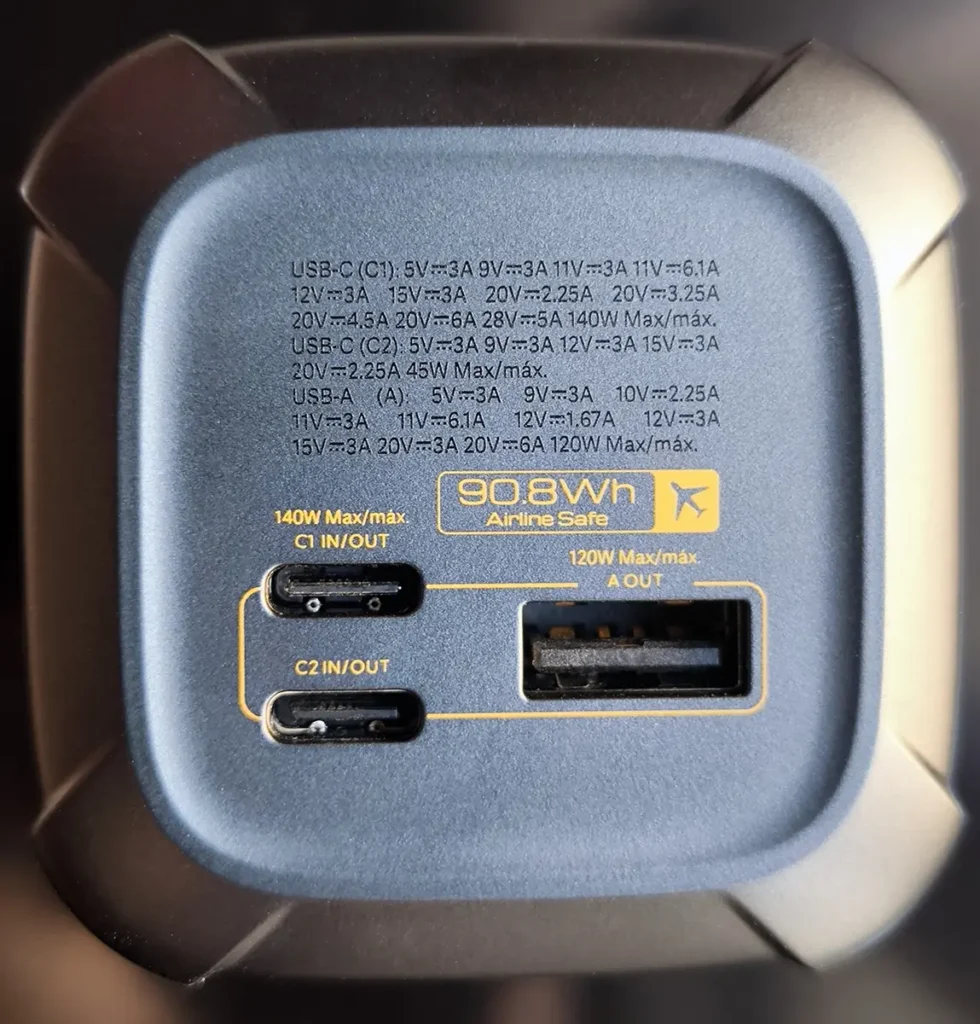 USB-C (C1): 5V⎓3A 9V⎓3A 11V⎓3A 11V⎓6.1A
12V⎓3A 15V⎓3A 20V⎓2.25A 20V⎓3.25A
20V⎓4.5A 20V⎓6A 28V⎓5A 140W Max/máx.
USB-C (C2): 5V⎓3A 9V⎓3A 12V⎓3A 15V⎓3A
20V⎓2.25A 45W Max/máx.
USB-A (A): 5V⎓3A 9V⎓3A 10V⎓2.25A
11V⎓3A 11V⎓6.1A 12V⎓1.67A 12V⎓3A
15V⎓3A 20V⎓3A 20V⎓6A 120W Max/máx.
90.8Wh
Airline Safe
140W Max/máx.
C1 IN/OUT
120W Max/máx.
A OUT
C2 IN/OUT